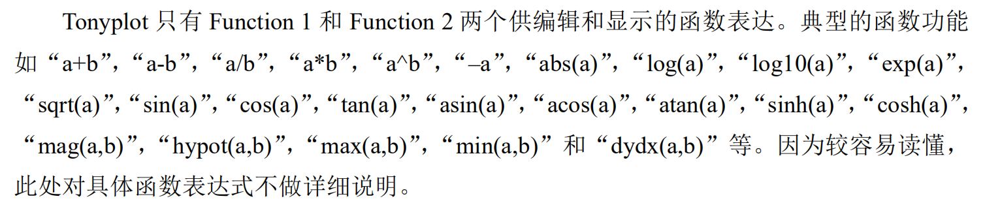 Tonyplot 只有 Function 1 和 Function 2 两个供编辑和显示的函数表达。典型的函数功能
如“a+b”，“a-b”，“a/b”，“a*b”，“a^b”，“–a”，“abs(a)”，“log(a)”，“log10(a)”，“exp(a)”，
“sqrt(a)”，“sin(a)”，“cos(a)”，“tan(a)”，“asin(a)”，“acos(a)”，“atan(a)”，“sinh(a)”，“cosh(a)”，
“mag(a,b)”，“hypot(a,b)”，“max(a,b)”，“min(a,b)”和“dydx(a,b)”等。因为较容易读懂，
此处对具体函数表达式不做详细说明。